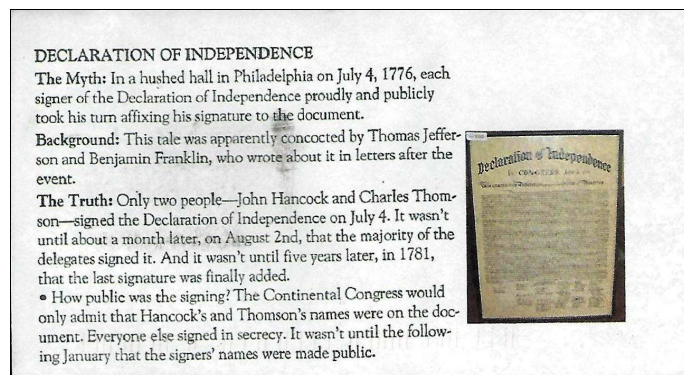 DECLARATION OF INDEPENDENCE
The Myth: In a hushed hall in Philadelphia on July 4, 1776, each
signer of the Declaration of Independence proudly and publicly
took his turn affixing his signature to the document.
Background: This tale was apparently concocted by Thomas Jeffer-
son and Benjamin Franklin, who wrote about it in letters after the
event.
The Truth: Only two people—John Hancock and Charles Thom-
son—signed the Declaration of Independence on July 4. It wasn't
until about a month later, on August 2nd, that the majority of the
delegates signed it. And it wasn't until five years later, in 1781,
that the last signature was finally added.
• How public was the signing? The Continental Congress would
only admit that Hancock's and Thomson's names were on the doc-
ument. Everyone else signed in secrecy. It wasn't until the follow-
ing January that the signers' names were made public.
Declaration of Independence
IN CONGRESS,